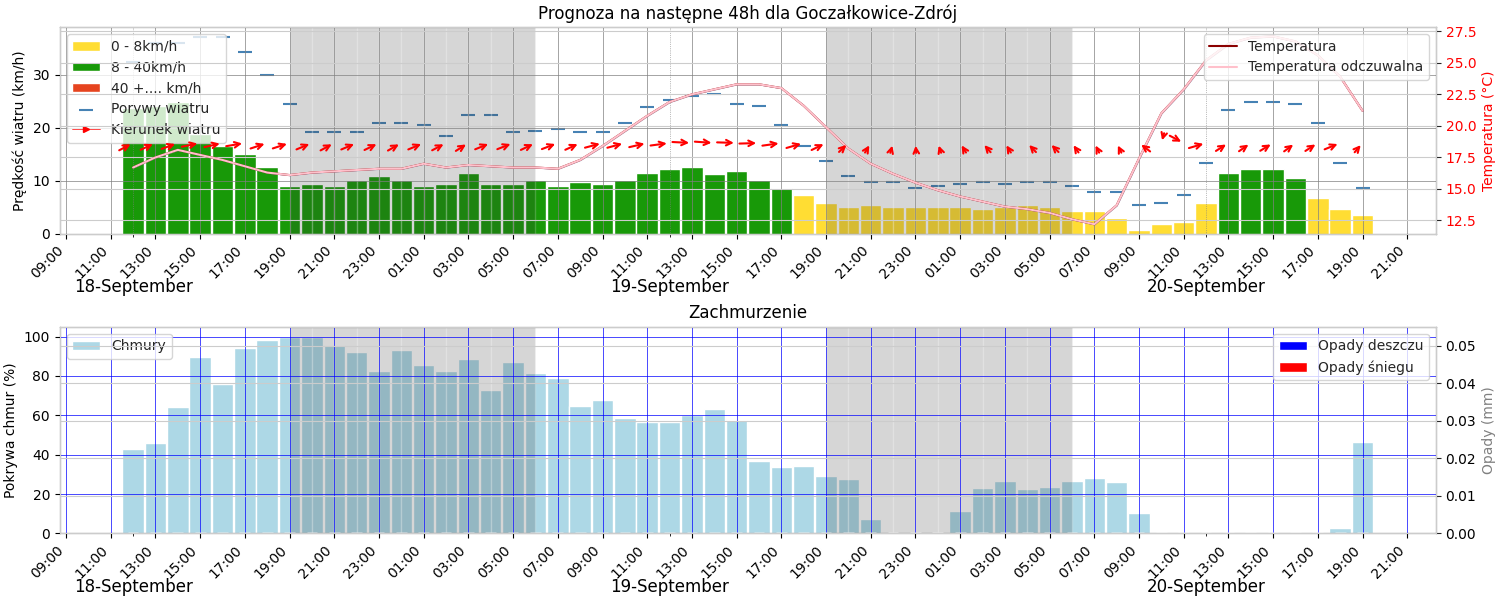 Prognoza na następne 48h dla Goczałkowice-Zdrój
Prędkość wiatru (km/h)
30
20
10
0
0 - 8km/h
8 - 40km/h
40 +.... km/h
Porywy wiatru
Kierunek wiatru
Temperatura
Temperatura odczuwalna
27.5
25.0
22.5
20.0
17.5
15.0
12.5
Temperatura (°C)
09:00 11:00 13:00 15:00 17:00 19:00 21:00 23:00 01:00 03:00 05:00 07:00 09:00 11:00 13:00 15:00 17:00 19:00 21:00 23:00 01:00 03:00 05:00 07:00 09:00 11:00 13:00 15:00 17:00 19:00 21:00
18-September 19-September 20-September
Zachmurzenie
Pokrywa chmur (%)
100
80
60
40
20
0
Chmury
Opady deszczu
Opady śniegu
0.05
0.04
0.03
0.02
0.01
0.00
Opady (mm)
09:00 11:00 13:00 15:00 17:00 19:00 21:00 23:00 01:00 03:00 05:00 07:00 09:00 11:00 13:00 15:00 17:00 19:00 21:00 23:00 01:00 03:00 05:00 07:00 09:00 11:00 13:00 15:00 17:00 19:00 21:00
18-September 19-September 20-September